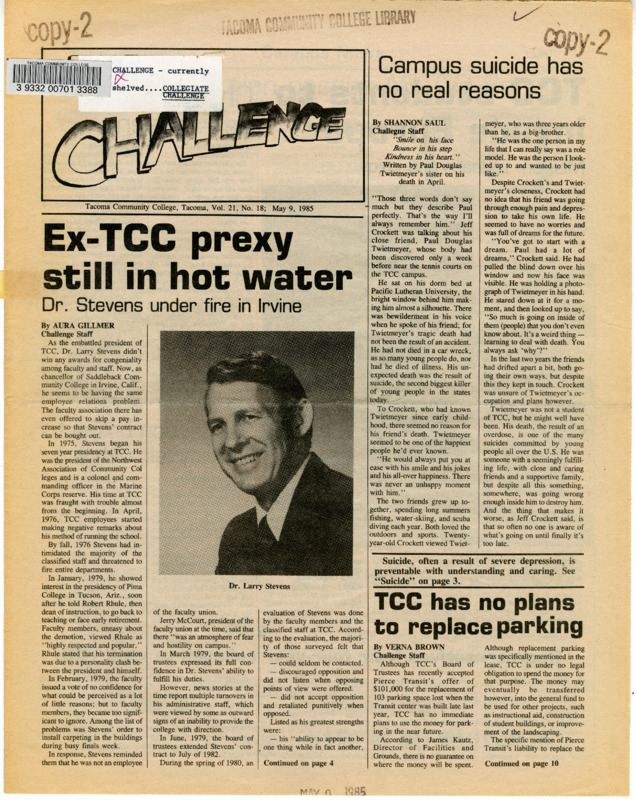 copy-2
TACOMA COMMUNITY COLLEGE LIBRARY
copy-2
TACOMA COMMUNITY COLLEGE
3 9332 00701 3388
CHALLENGE - currently
shelved....COLLEGIATE
CHALLENGE
CHALLENGE
Tacoma Community College, Tacoma, Vol. 21, No. 18; May 9, 1985
Ex-TCC prexy
still in hot water
Dr. Stevens under fire in Irvine
By AURA GILLMER
Challenge Staff
As the embattled president of
TCC, Dr. Larry Stevens didn't
win any awards for congeniality
among faculty and staff. Now, as
chancellor of Saddleback Com-
munity College in Irvine, Calif.,
he seems to be having the same
employee relations problem.
The faculty association there has
even offered to skip a pay in-
crease so that Stevens' contract
can be bought out.
In 1975, Stevens began his
seven year presidency at TCC. He
was the president of the Northwest
Association of Community Col
leges and is a colonel and com-
manding officer in the Marine
Corps reserve. His time at TCC
was fraught with trouble almost
from the beginning. In April,
1976, TCC employees started
making negative remarks about
his method of running the school.
By fall, 1976 Stevens had in-
timidated the majority of the
classified staff and threatened to
fire entire departments.
In January, 1979, he showed
interest in the presidency of Pima
College in Tucson, Ariz., soon
after he told Robert Rhule, then
dean of instruction, to go back to
teaching or face early retirement.
Faculty members, uneasy about
the demotion, viewed Rhule as
"highly respected and popular."
Rhule stated that his termination
was due to a personality clash be-
tween the president and himself.
In February, 1979, the faculty
issued a vote of no confidence for
what could be perceived as a lot
of little reasons; but to faculty
members, they became too signif-
icant to ignore. Among the list of
problems was Stevens' order to
install carpeting in the buildings
during busy finals week.
In response, Stevens reminded
them that he was not an employee
Dr. Larry Stevens
of the faculty union.
Jerry McCourt, president of the
faculty union at the time, said that
there "was an atmosphere of fear
and hostility on campus."
In March 1979, the board of
trustees expressed its full con-
fidence in Dr. Stevens' ability to
fulfill his duties.
However, news stories at the
time report multiple turnovers in
his administrative staff, which
were viewed by some as outward
signs of an inability to provide the
college with direction.
In June, 1979, the board of
trustees extended Stevens' con-
tract to July of 1982.
During the spring of 1980, an
evaluation of Stevens was done
by the faculty members and the
classified staff at TCC. Accord-
ing to the evaluation, the majori-
ty of those surveyed felt that
Stevens:
— could seldom be contacted.
— discouraged opposition and
did not listen when opposing
points of view were offered.
— did not accept opposition
and retaliated punitively when
opposed.
Listed as his greatest strengths
were:
— his "ability to appear to be
one thing while in fact another,
Continued on page 4
Campus suicide has
no real reasons
By SHANNON SAUL
Challegne Staff
"Smile on his face
Bounce in his step
Kindness in his heart."
Written by Paul Douglas
Twietmeyer's sister on his
death in April.
"Those three words don't say
much but they describe Paul
perfectly. That's the way I'll
always remember him." Jeff
Crockett was talking about his
close friend, Paul Douglas
Twietmeyer, whose body had
been discovered only a week
before near the tennis courts on
the TCC campus.
He sat on his dorm bed at
Pacific Lutheran University, the
bright window behind him mak-
ing him almost a silhouette. There
was bewilderment in his voice
when he spoke of his friend; for
Twietmeyer's tragic death had
not been the result of an accident.
He had not died in a car wreck,
as so many young people do, nor
had he died of illness. His un-
expected death was the result of
suicide, the second biggest killer
of young people in the states
today.
To Crockett, who had known
Twietmeyer since early child-
hood, there seemed no reason for
his friend's death. Twietmeyer
seemed to be one of the happiest
people he'd ever known.
"He would always put you at
ease with his smile and his jokes
and his all-over happiness. There
was never an unhappy moment
with him."
The two friends grew up to-
gether, spending long summers
fishing, water-skiing, and scuba
diving each year. Both loved the
outdoors and sports. Twenty-
year-old Crockett viewed Twiet-
meyer, who was three years older
than he, as a big-brother.
"He was the one person in my
life that I can really say was a role
model. He was the person I look-
ed up to and wanted to be just
like."
Despite Crockett's and Twiet-
meyer's closeness, Crockett had
no idea that his friend was going
through enough pain and depres-
sion to take his own life. He
seemed to have no worries and
was full of dreams for the future.
"You've got to start with a
dream. Paul had a lot of
dreams," Crockett said. He had
pulled the blind down over his
window and now his face was
visible. He was holding a photo-
graph of Twietmeyer in his hand.
He stared down at it for a mo-
ment, and then looked up to say,
"So much is going on inside of
them (people) that you don't even
know about. It's a weird thing —
learning to deal with death. You
always ask 'why'?"
In the last two years the friends
had drifted apart a bit, both go-
ing their own ways, but despite
this they kept in touch. Crockett
was unsure of Twietmeyer's oc-
cupation and plans however.
Twietmeyer was not a student
of TCC, but he might well have
been. His death, the result of an
overdose, is one of the many
suicides committed by young
people all over the U.S. He was
someone with a seemingly fulfill-
ing life, with close and caring
friends and a supportive family,
but despite all this something,
somewhere, was going wrong
enough inside him to destroy him.
And the thing that makes it
worse, as Jeff Crockett said, is
that so often no one is aware of
what's going on until finally it's
too late.
Suicide, often a result of severe depression, is
preventable with understanding and caring. See
"Suicide" on page 3.
TCC has no plans
to replace parking
By VERNA BROWN
Challenge Staff
Although TCC's Board of
Trustees has recently accepted
Pierce Transit's offer of
$101,000 for the replacement of
103 parking space lost when the
Transit center was built late last
year, TCC has no immediate
plans to use the money for park-
ing in the near future.
According to James Kautz,
Director of Facilities and
Grounds, there is no guarantee on
where the money will be spent.
Although replacement parking
was specifically mentioned in the
lease, TCC is under no legal
obligation to spend the money for
that purpose. The money may
eventually be transferred
however, into the general fund to
be used for other projects, such
as instructional aid, construction
of student buildings, or improve-
ment of the landscaping.
The specific mention of Pierce
Transit's liability to replace the
Continued on page 10
MAY 9 1985